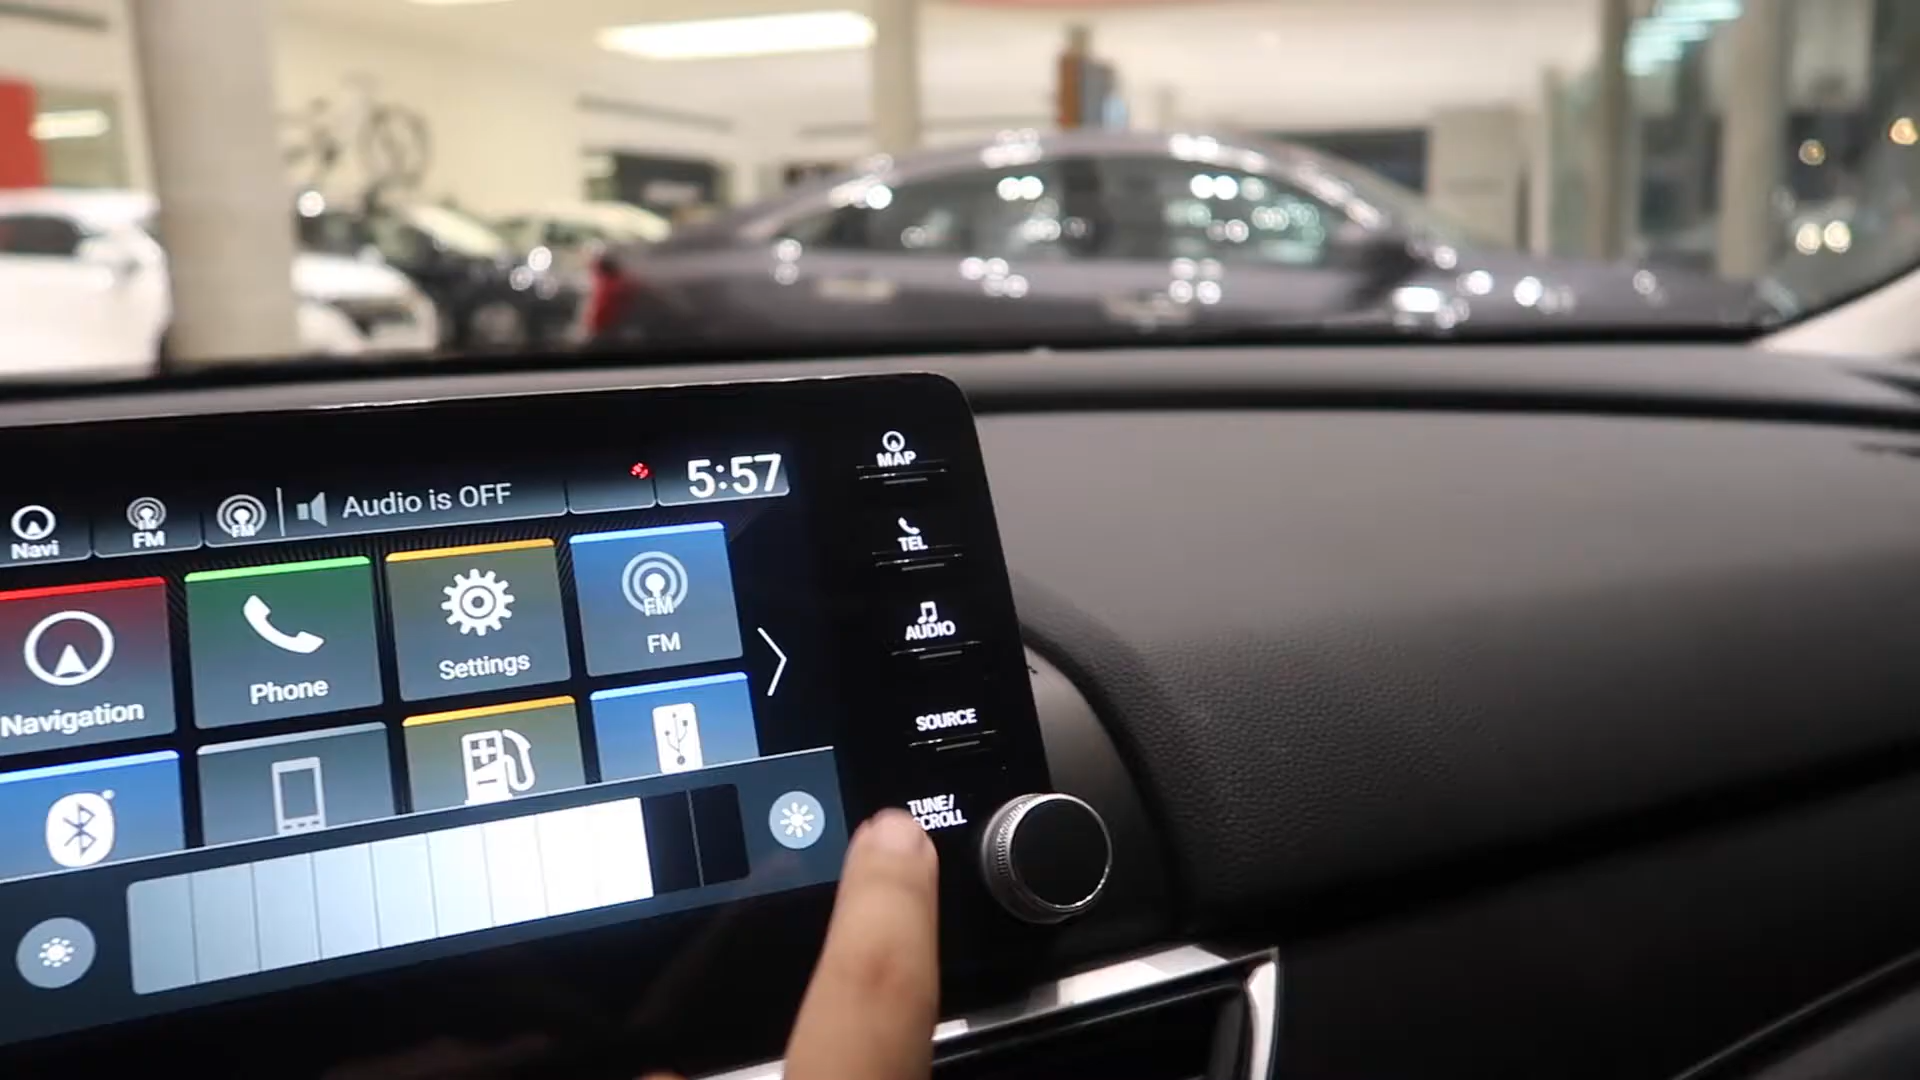 Navi
FM
FM
Audio is OFF
5:57
MAP
TEL
AUDIO
SOURCE
TUNE/
SCROLL
Navigation
Phone
Settings
FM
FM